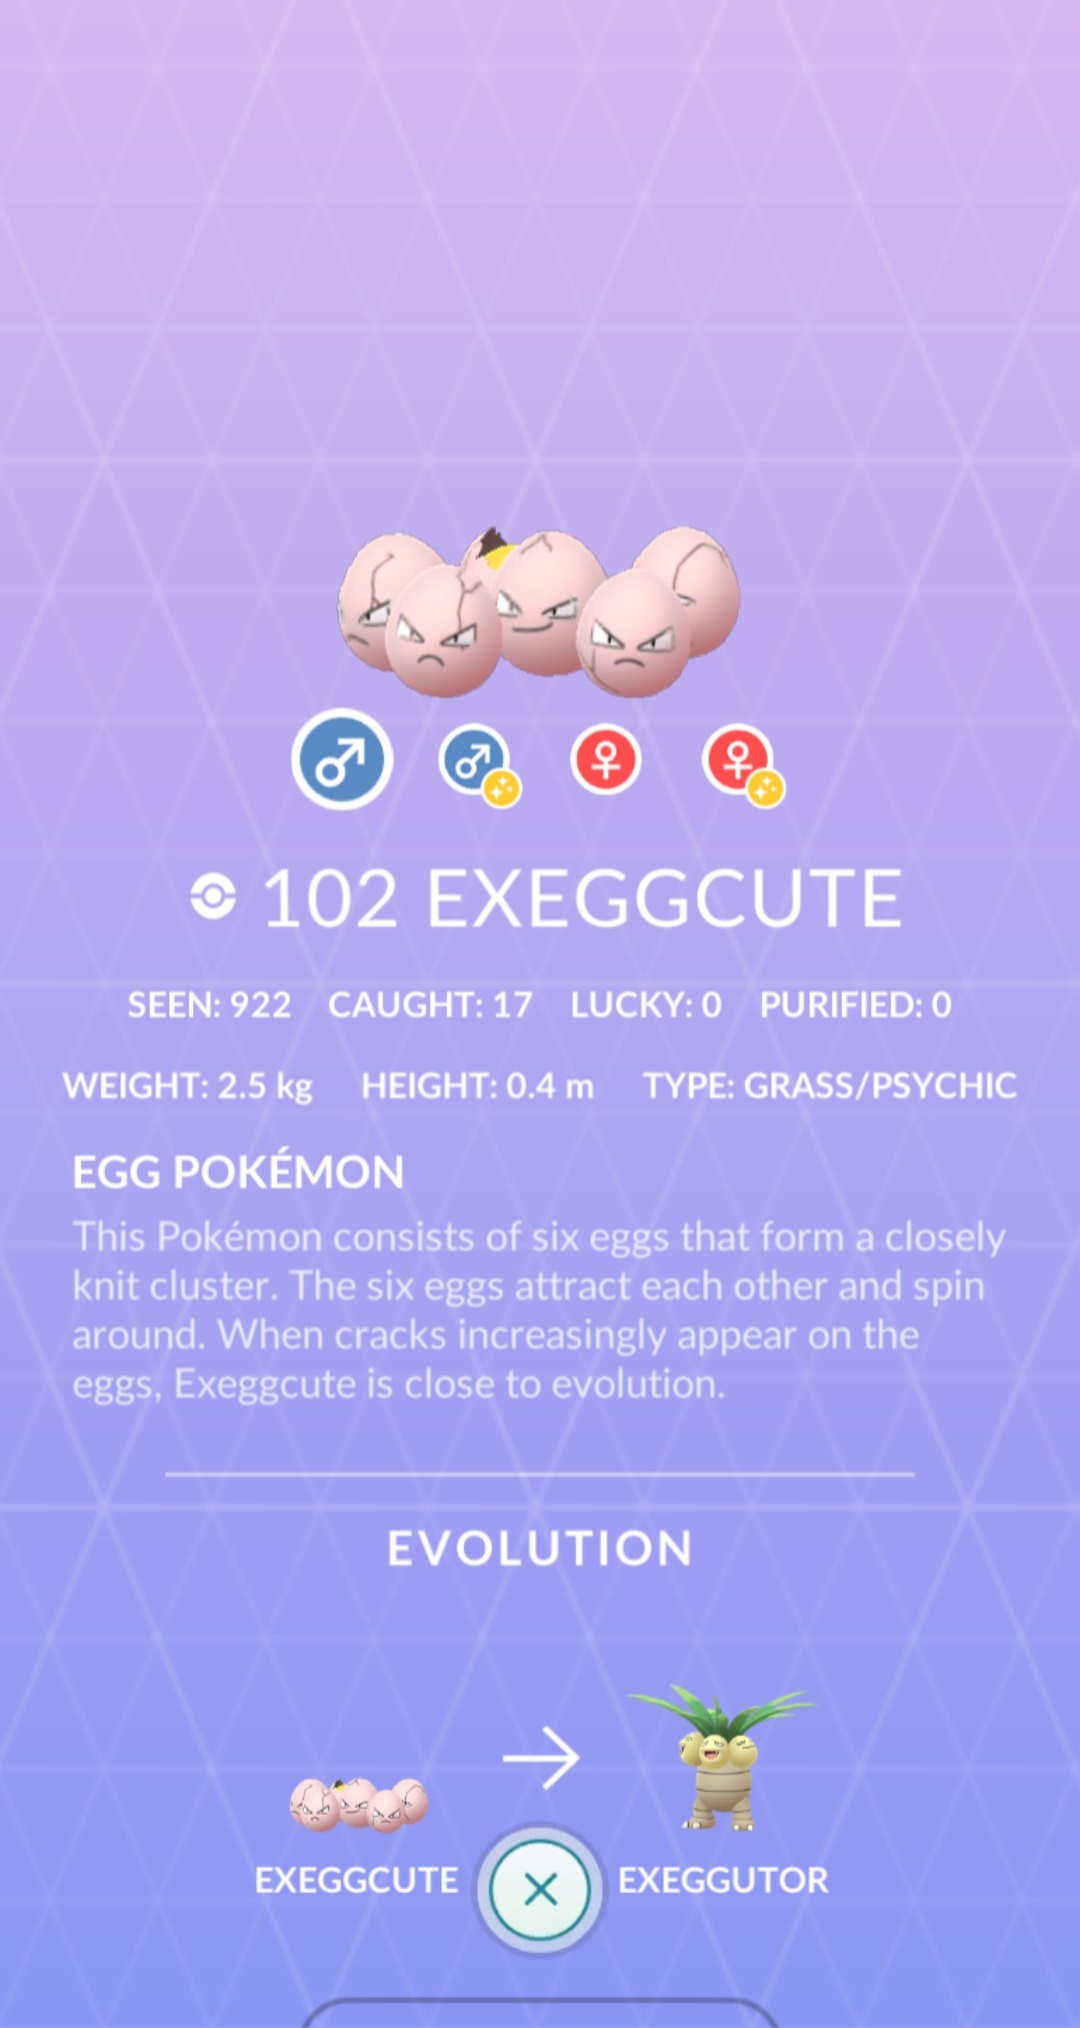 102 EXEGGCUTE
SEEN: 922 CAUGHT: 17 LUCKY: 0 PURIFIED: 0
WEIGHT: 2.5 kg HEIGHT: 0.4 m TYPE: GRASS/PSYCHIC
EGG POKÉMON
This Pokémon consists of six eggs that form a closely
knit cluster. The six eggs attract each other and spin
around. When cracks increasingly appear on the
eggs, Exeggcute is close to evolution.
EVOLUTION
EXEGGCUTE EXEGGUTOR